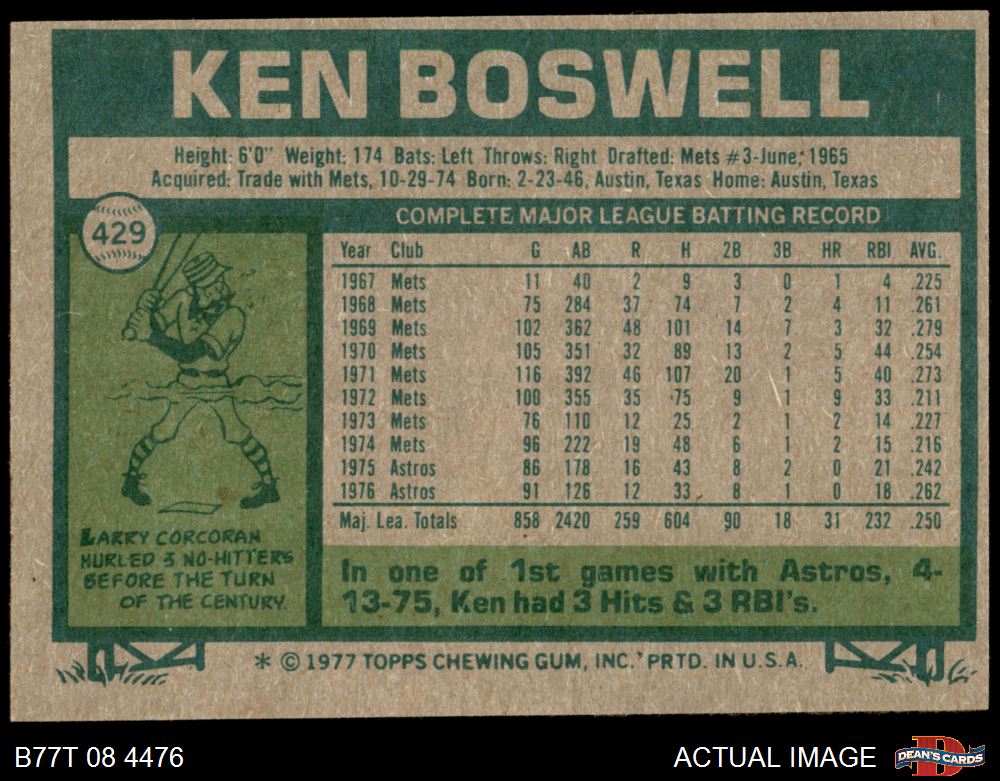 KEN BOSWELL
Height: 6'0" Weight: 174 Bats: Left Throws: Right Drafted: Mets #3-June, 1965
Acquired: Trade with Mets, 10-29-74 Born: 2-23-46, Austin, Texas Home: Austin, Texas
429
COMPLETE MAJOR LEAGUE BATTING RECORD
Year Club G AB R H 2B 3B HR RBI AVG.
1967 Mets 11 40 2 9 3 0 1 4 .225
1968 Mets 75 284 37 74 7 2 4 11 .261
1969 Mets 102 362 48 101 14 7 3 32 .279
1970 Mets 105 351 32 89 13 2 5 44 .254
1971 Mets 116 392 46 107 20 1 5 40 .273
1972 Mets 100 355 35 75 9 1 9 33 .211
1973 Mets 76 110 12 25 2 1 2 14 .227
1974 Mets 96 222 19 48 6 1 2 15 .216
1975 Astros 86 178 16 43 8 2 0 21 .242
1976 Astros 91 126 12 33 8 1 0 18 .262
Maj. Lea. Totals 858 2420 259 604 90 18 31 232 .250
LARRY CORCORAN
HURLED 3 NO-HITTERS
BEFORE THE TURN
OF THE CENTURY.
In one of 1st games with Astros, 4-
13-75, Ken had 3 Hits & 3 RBI's.
* © 1977 TOPPS CHEWING GUM, INC. PRTD. IN U.S.A.
B77T 08 4476
ACTUAL IMAGE
D
DEAN'S CARDS